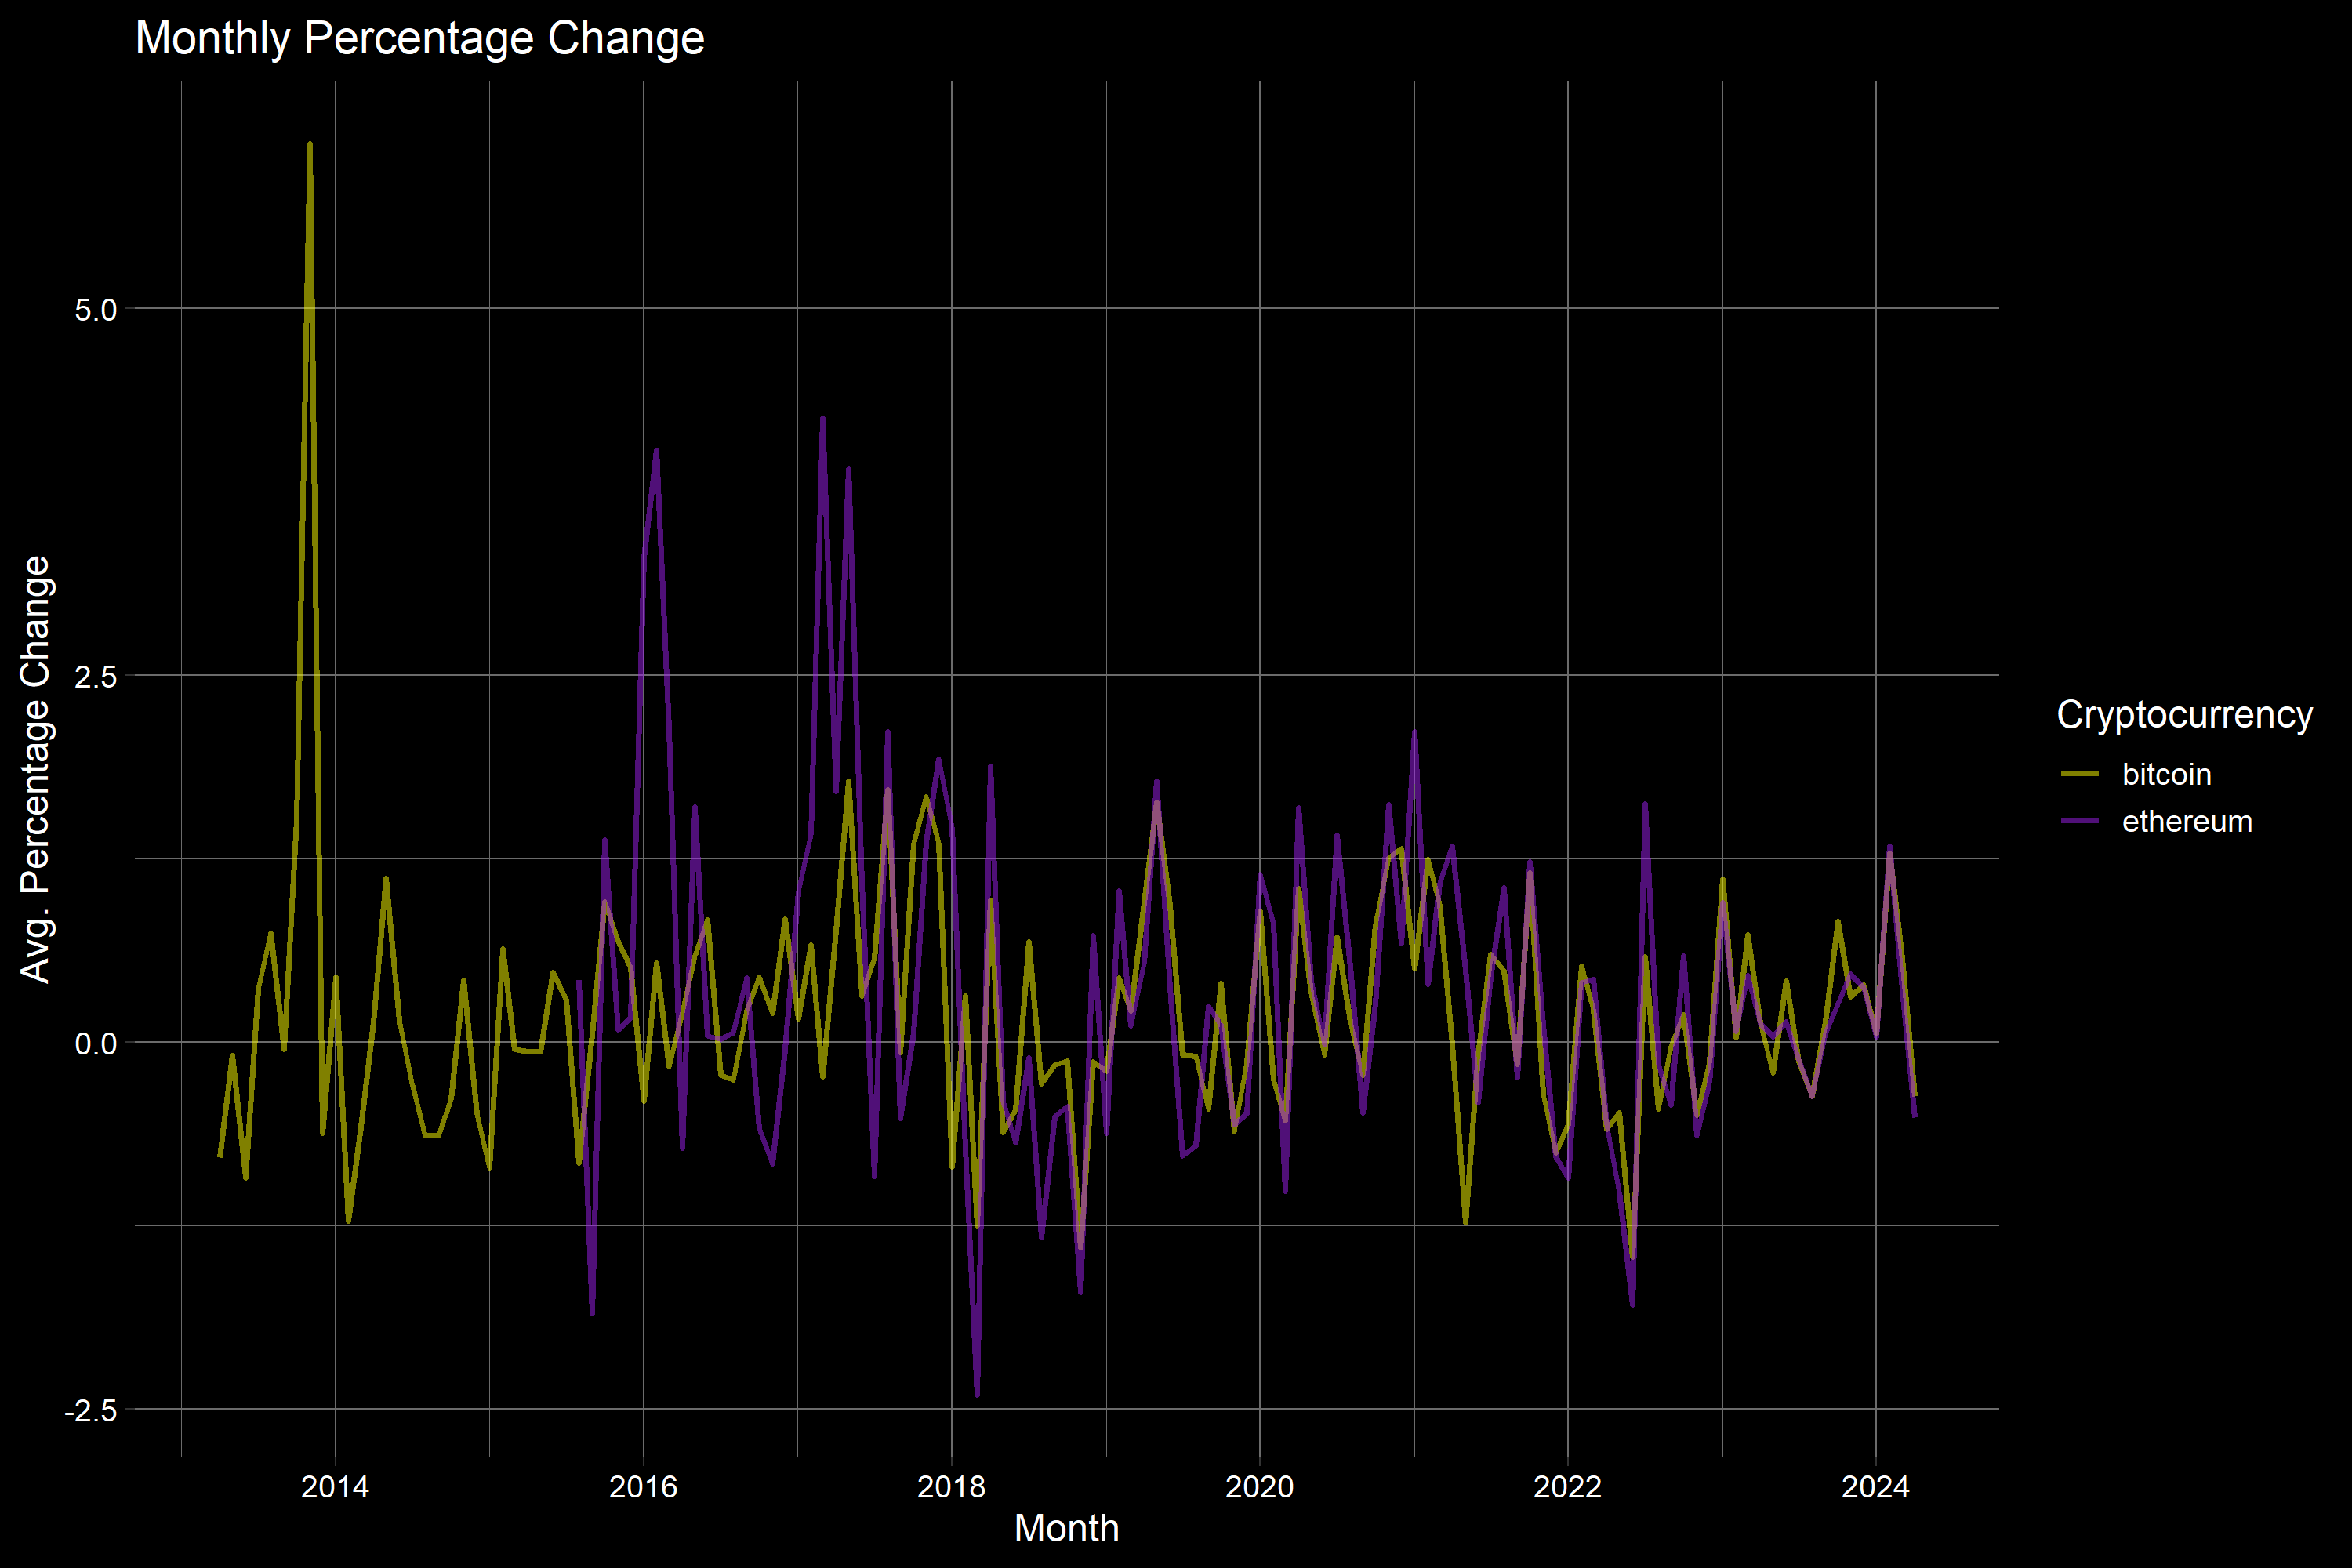 Monthly Percentage Change
Avg. Percentage Change
5.0
2.5
0.0
-2.5
2014 2016 2018 2020 2022 2024
Month
Cryptocurrency
bitcoin
ethereum